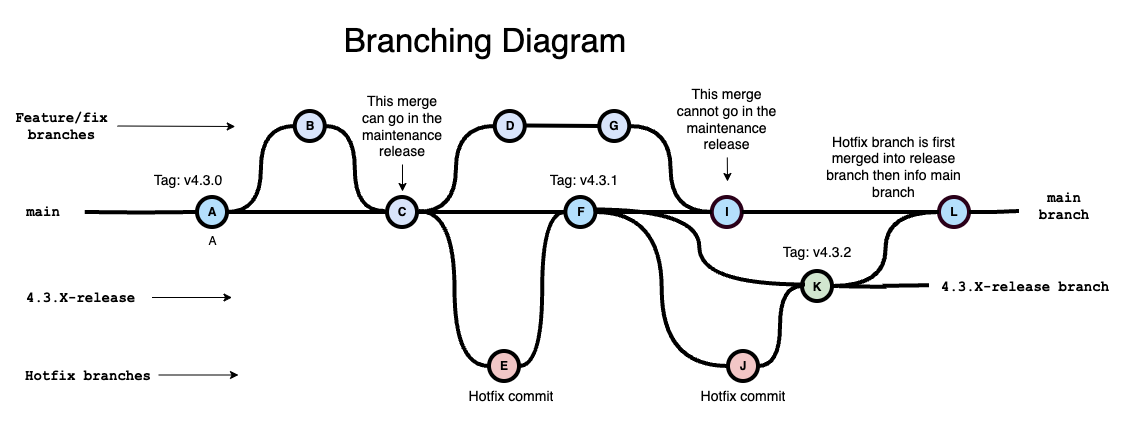 Branching Diagram
Feature/fix
branches
This merge
can go in the
maintenance
release
This merge
cannot go in the
maintenance
release
Hotfix branch is first
merged into release
branch then info main
branch
B
D
G
Tag: v4.3.0
Tag: v4.3.1
main
A
C
F
I
L
main
branch
A
Tag: v4.3.2
4.3.X-release
K
4.3.X-release branch
Hotfix branches
E
J
Hotfix commit
Hotfix commit